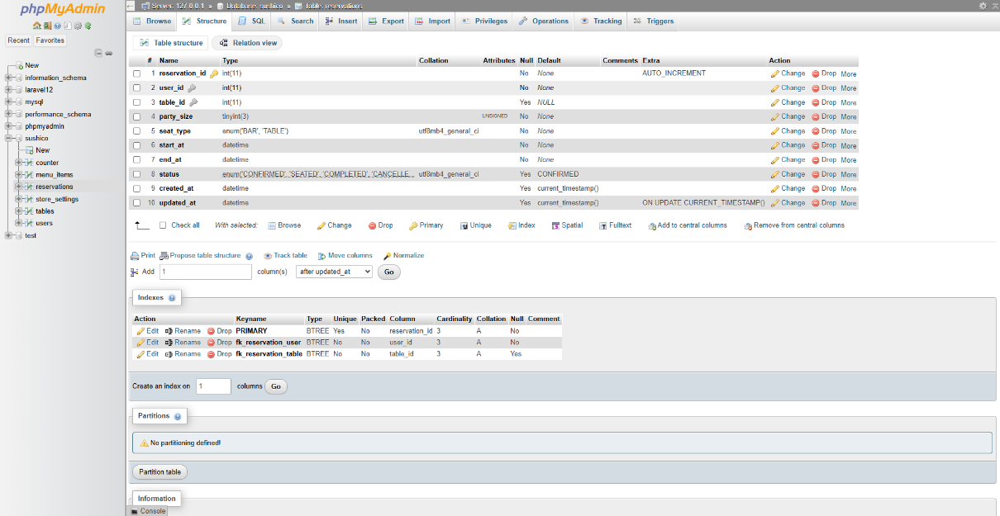 phpMyAdmin
Recent Favorites
New
information_schema
laravel12
mysql
performance_schema
phpmyadmin
sushico
New
counter
menu_items
reservations
store_settings
tables
users
test
Server: 127.0.0.1 » Database: sushico » Table: reservations
Browse Structure SQL Search Insert Export Import Privileges Operations Tracking Triggers
Table structure Relation view
# Name Type Collation Attributes Null Default Comments Extra Action
1 reservation_id int(11) No None AUTO_INCREMENT Change Drop More
2 user_id int(11) No None Change Drop More
3 table_id int(11) Yes NULL Change Drop More
4 party_size tinyint(3) UNSIGNED No None Change Drop More
5 seat_type enum('BAR', 'TABLE') utf8mb4_general_ci No None Change Drop More
6 start_at datetime No None Change Drop More
7 end_at datetime No None Change Drop More
8 status enum('CONFIRMED', 'SEATED', 'COMPLETED', 'CANCELLE... utf8mb4_general_ci Yes CONFIRMED Change Drop More
9 created_at datetime Yes current_timestamp() Change Drop More
10 updated_at datetime Yes current_timestamp() ON UPDATE CURRENT_TIMESTAMP() Change Drop More
Check all With selected: Browse Change Drop Primary Unique Index Spatial Fulltext Add to central columns Remove from central columns
Print Propose table structure Track table Move columns Normalize
Add 1 column(s) after updated_at Go
Indexes
Action Keyname Type Unique Packed Column Cardinality Collation Null Comment
Edit Rename Drop PRIMARY BTREE Yes No reservation_id 3 A No
Edit Rename Drop fk_reservation_user BTREE No No user_id 3 A No
Edit Rename Drop fk_reservation_table BTREE No No table_id 3 A Yes
Create an index on 1 columns Go
Partitions
No partitioning defined!
Partition table
Information
Console